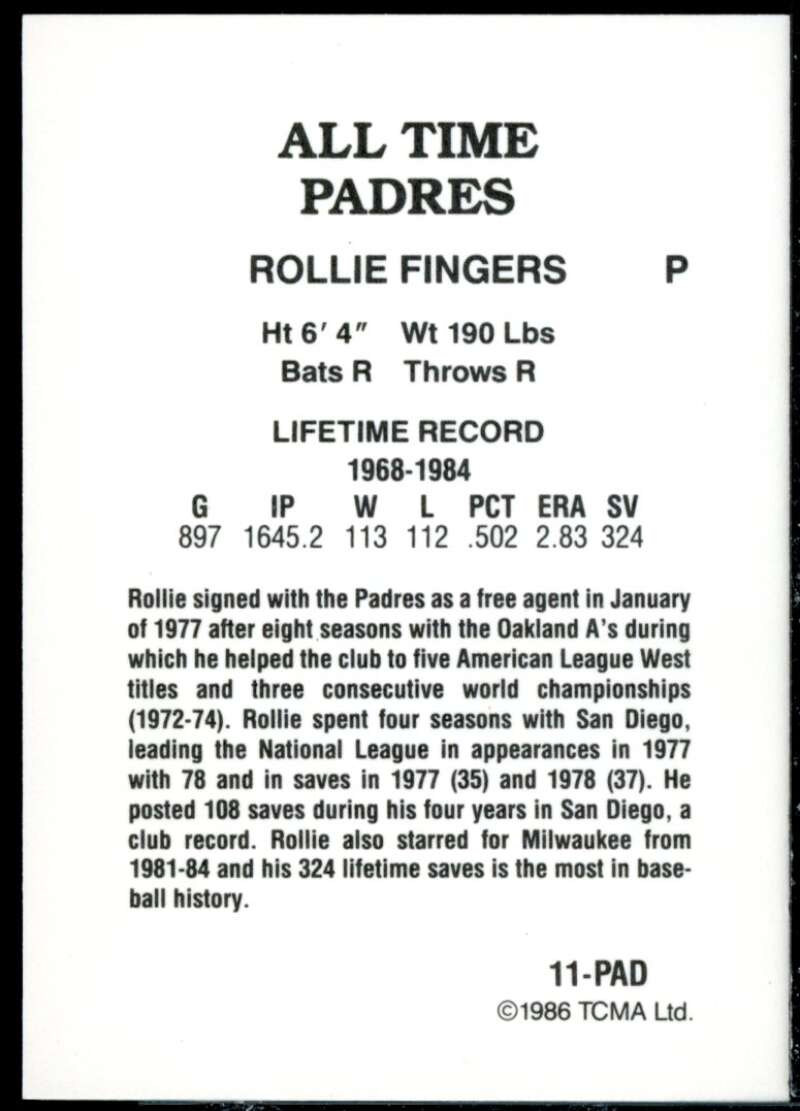 ALL TIME
PADRES
ROLLIE FINGERS P
Ht 6′ 4″ Wt 190 Lbs
Bats R Throws R
LIFETIME RECORD
1968-1984
G IP W L PCT ERA SV
897 1645.2 113 112 .502 2.83 324
Rollie signed with the Padres as a free agent in January
of 1977 after eight seasons with the Oakland A's during
which he helped the club to five American League West
titles and three consecutive world championships
(1972-74). Rollie spent four seasons with San Diego,
leading the National League in appearances in 1977
with 78 and in saves in 1977 (35) and 1978 (37). He
posted 108 saves during his four years in San Diego, a
club record. Rollie also starred for Milwaukee from
1981-84 and his 324 lifetime saves is the most in base-
ball history.
11-PAD
©1986 TCMA Ltd.